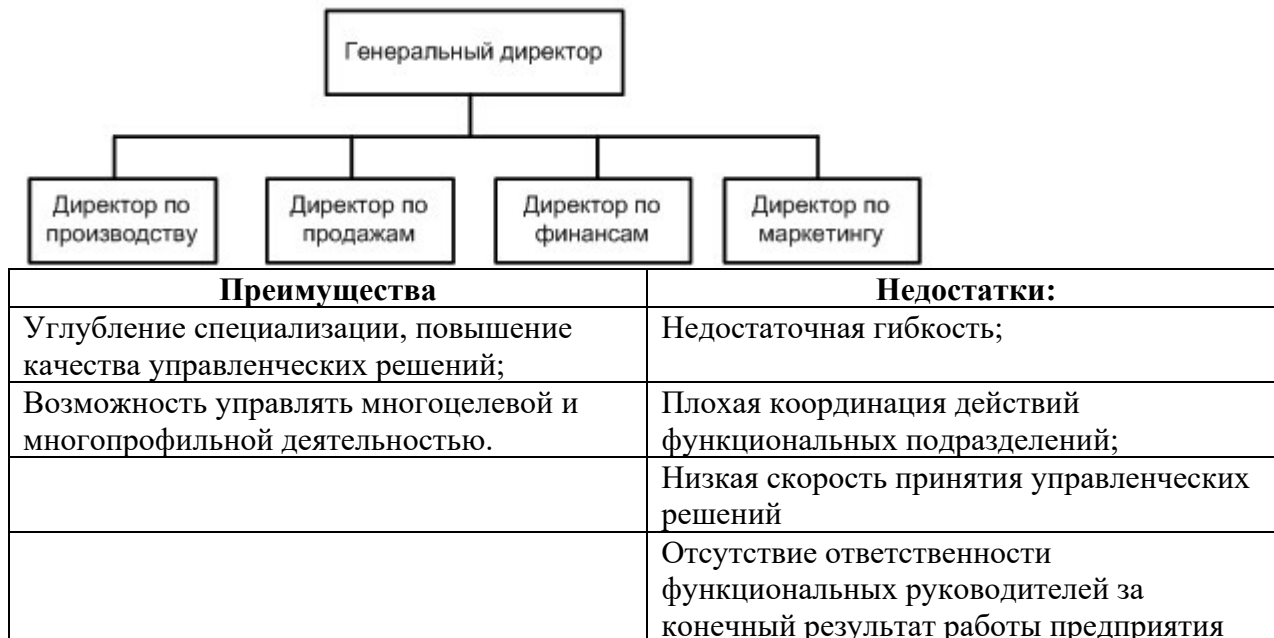 Генеральный директор
Директор по
производству
Директор по
продажам
Директор по
финансам
Директор по
маркетингу
Преимущества
Недостатки:
Углубление специализации, повышение
качества управленческих решений;
Недостаточная гибкость;
Возможность управлять многоцелевой и
многопрофильной деятельностью.
Плохая координация действий
функциональных подразделений;
Низкая скорость принятия управленческих
решений
Отсутствие ответственности
функциональных руководителей за
конечный результат работы предприятия